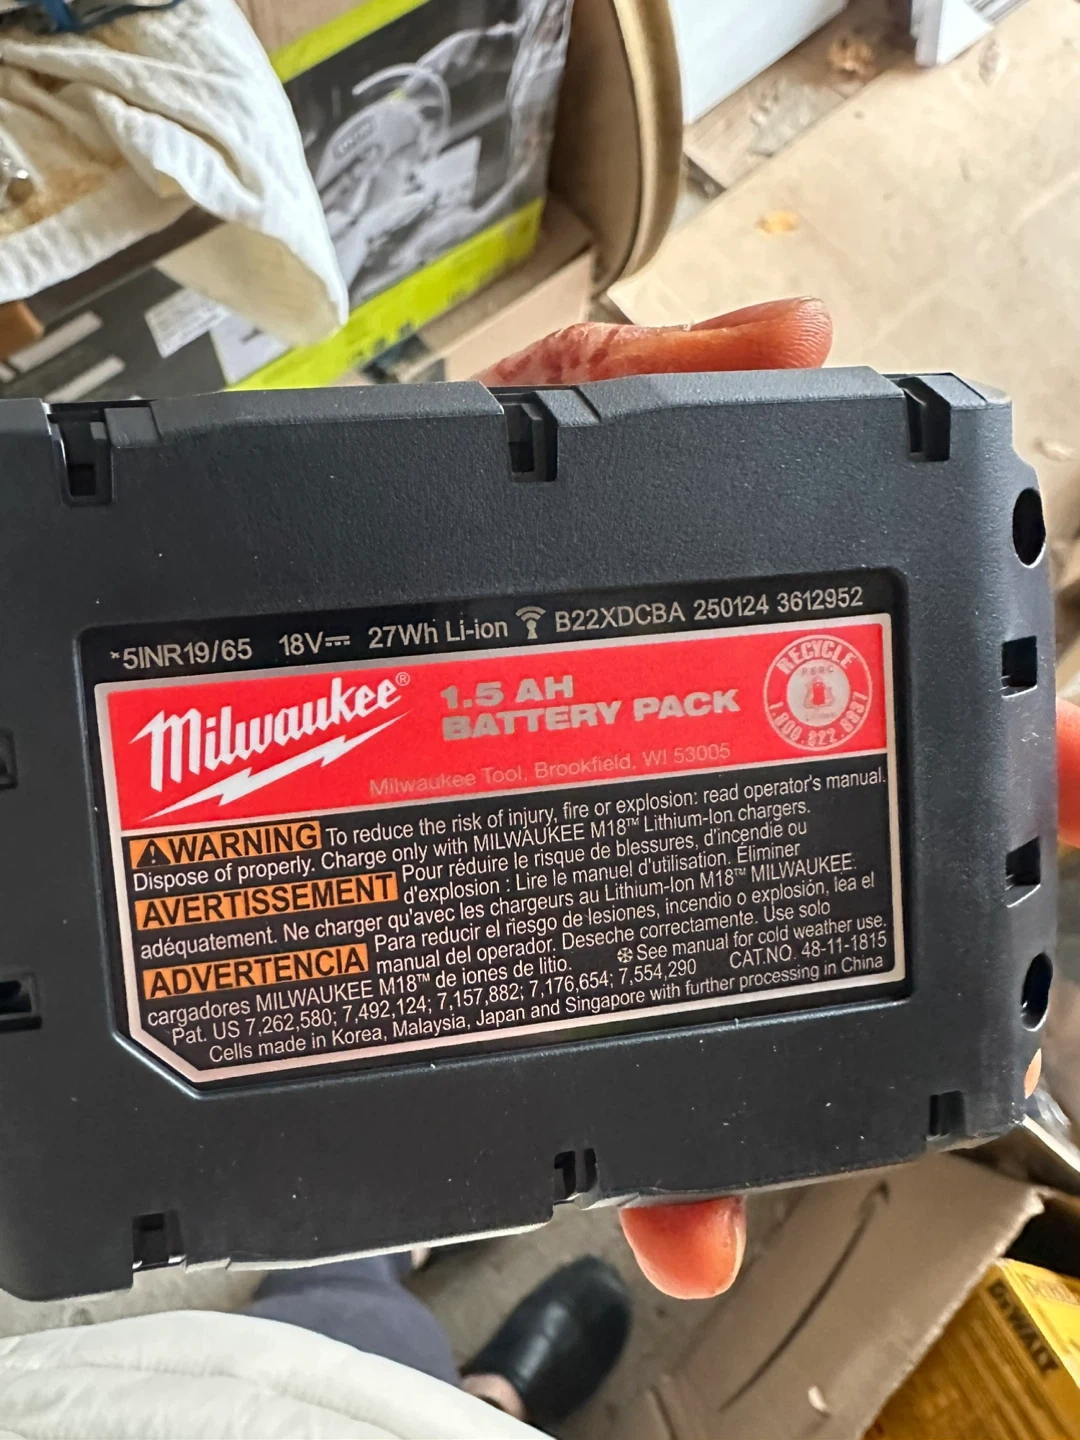 *5INR19/65 18V⎓ 27Wh Li-ion B22XDCBA 250124 3612952
Milwaukee®
1.5 AH
BATTERY PACK
Milwaukee Tool, Brookfield, WI 53005
RECYCLE
1.800.822.8837
⚠WARNING To reduce the risk of injury, fire or explosion: read operator's manual.
Dispose of properly. Charge only with MILWAUKEE M18™ Lithium-Ion chargers.
AVERTISSEMENT Pour réduire le risque de blessures, d'incendie ou
d'explosion : Lire le manuel d'utilisation. Éliminer
adéquatement. Ne charger qu'avec les chargeurs au Lithium-Ion M18™ MILWAUKEE.
ADVERTENCIA Para reducir el riesgo de lesiones, incendio o explosión, lea el
manual del operador. Deseche correctamente. Use solo
cargadores MILWAUKEE M18™ de iones de litio. ❄See manual for cold weather use.
Pat. US 7,262,580; 7,492,124; 7,157,882; 7,176,654; 7,554,290 CAT.NO. 48-11-1815
Cells made in Korea, Malaysia, Japan and Singapore with further processing in China
DEWALT